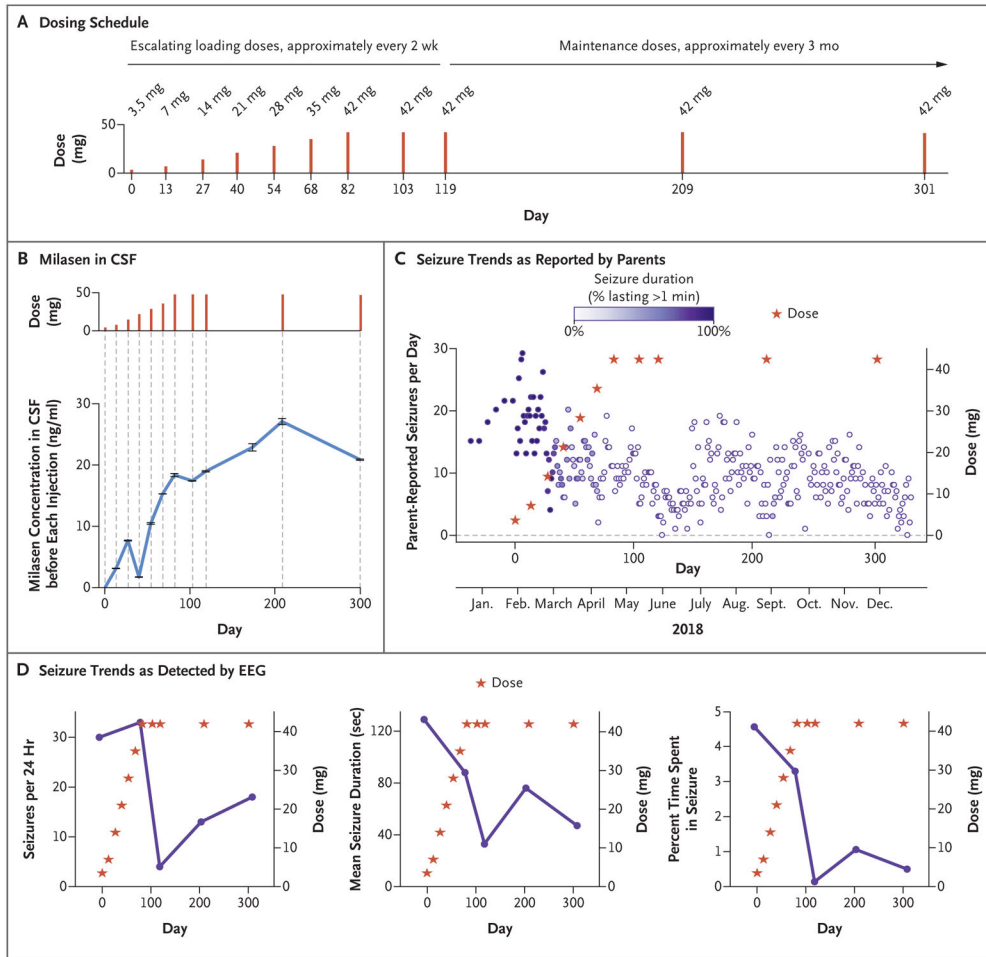 A Dosing Schedule
Escalating loading doses, approximately every 2 wk
Maintenance doses, approximately every 3 mo
3.5 mg 7 mg 14 mg 21 mg 28 mg 35 mg 42 mg 42 mg 42 mg 42 mg 42 mg
Dose (mg)
50
0
0 13 27 40 54 68 82 103 119 209 301
Day
B Milasen in CSF
Dose (mg)
50
0
Milasen Concentration in CSF
before Each Injection (ng/ml)
30
20
10
0
0 100 200 300
Day
C Seizure Trends as Reported by Parents
Seizure duration
(% lasting >1 min)
0% 100%
Dose
Parent-Reported Seizures per Day
30
20
10
0
40
30
20
10
0
Dose (mg)
0 100 200 300
Day
Jan. Feb. March April May June July Aug. Sept. Oct. Nov. Dec.
2018
D Seizure Trends as Detected by EEG
Dose
Seizures per 24 Hr
30
20
10
0
40
30
20
10
0
Dose (mg)
0 100 200 300
Day
Mean Seizure Duration (sec)
120
80
40
0
40
30
20
10
0
Dose (mg)
0 100 200 300
Day
Percent Time Spent
in Seizure
5
4
3
2
1
0
40
30
20
10
0
Dose (mg)
0 100 200 300
Day